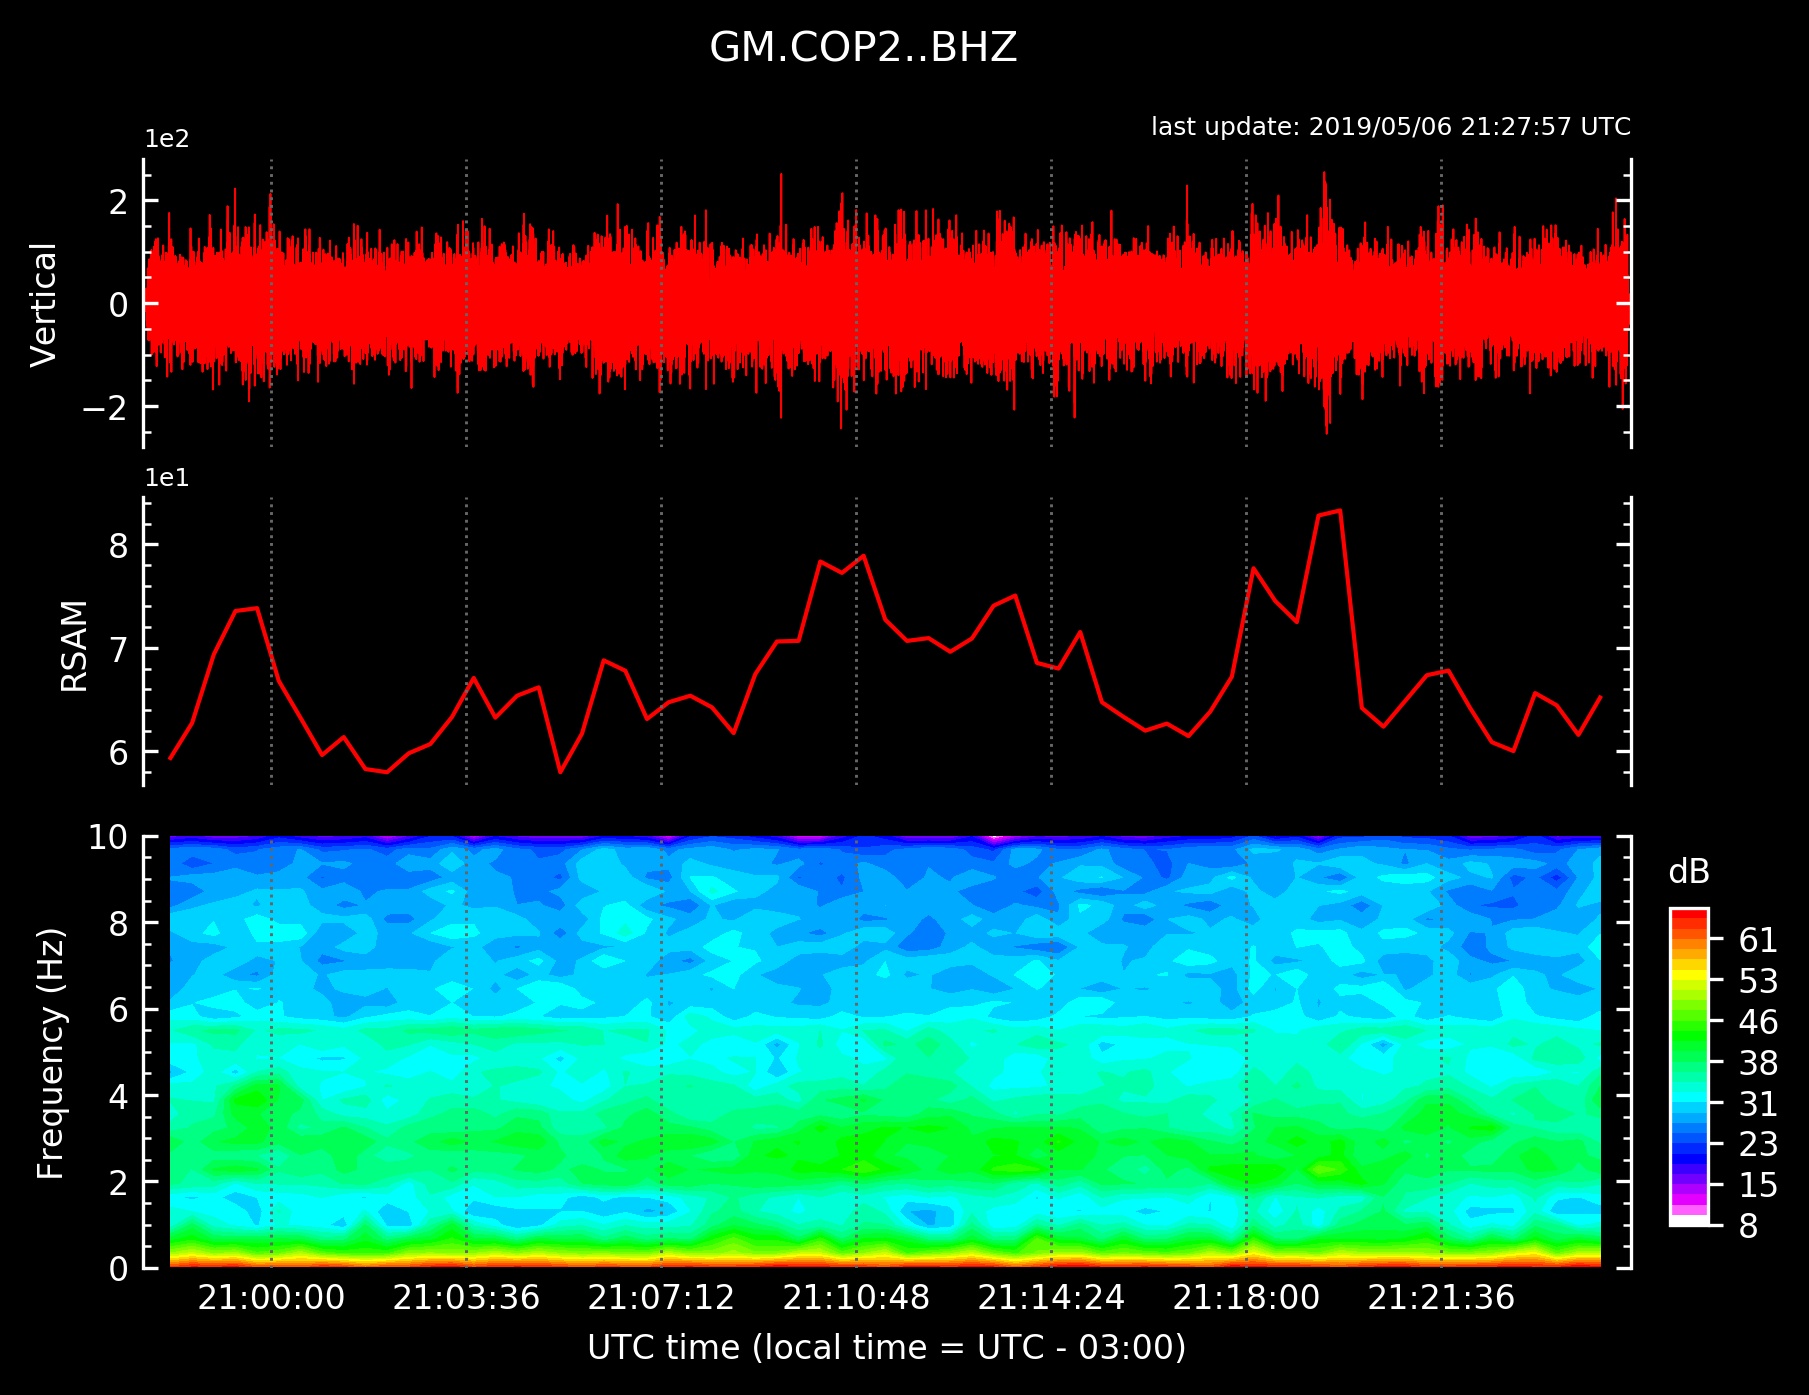 GM.COP2..BHZ
last update: 2019/05/06 21:27:57 UTC
1e2
2
0
−2
Vertical
1e1
8
7
6
RSAM
10
8
6
4
2
0
Frequency (Hz)
dB
61
53
46
38
31
23
15
8
21:00:00 21:03:36 21:07:12 21:10:48 21:14:24 21:18:00 21:21:36
UTC time (local time = UTC - 03:00)